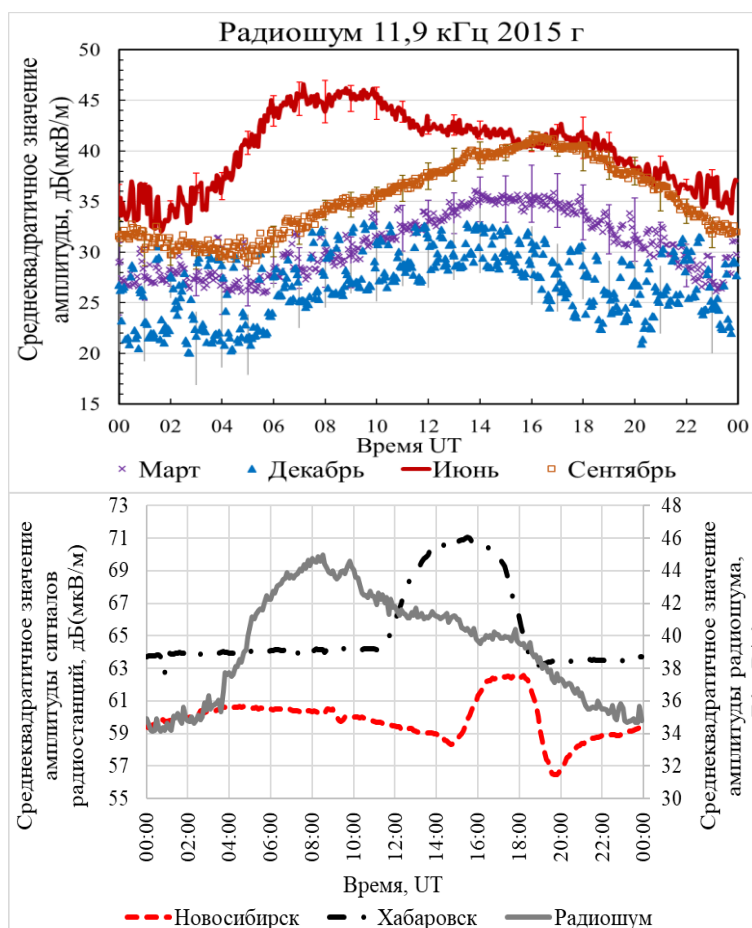 Радиошум 11,9 кГц 2015 г
Среднеквадратичное значение
амплитуды, дБ(мкВ/м)
50
45
40
35
30
25
20
15
00 02 04 06 08 10 12 14 16 18 20 22 00
Время UT
Март Декабрь Июнь Сентябрь
Среднеквадратичное значение
амплитуды сигналов
радиостанций, дБ(мкВ/м)
73
71
69
67
65
63
61
59
57
55
48
46
44
42
40
38
36
34
32
30
Среднеквадратичное значение
амплитуды радиошума,
00:00 02:00 04:00 06:00 08:00 10:00 12:00 14:00 16:00 18:00 20:00 22:00 00:00
Время, UT
Новосибирск Хабаровск Радиошум